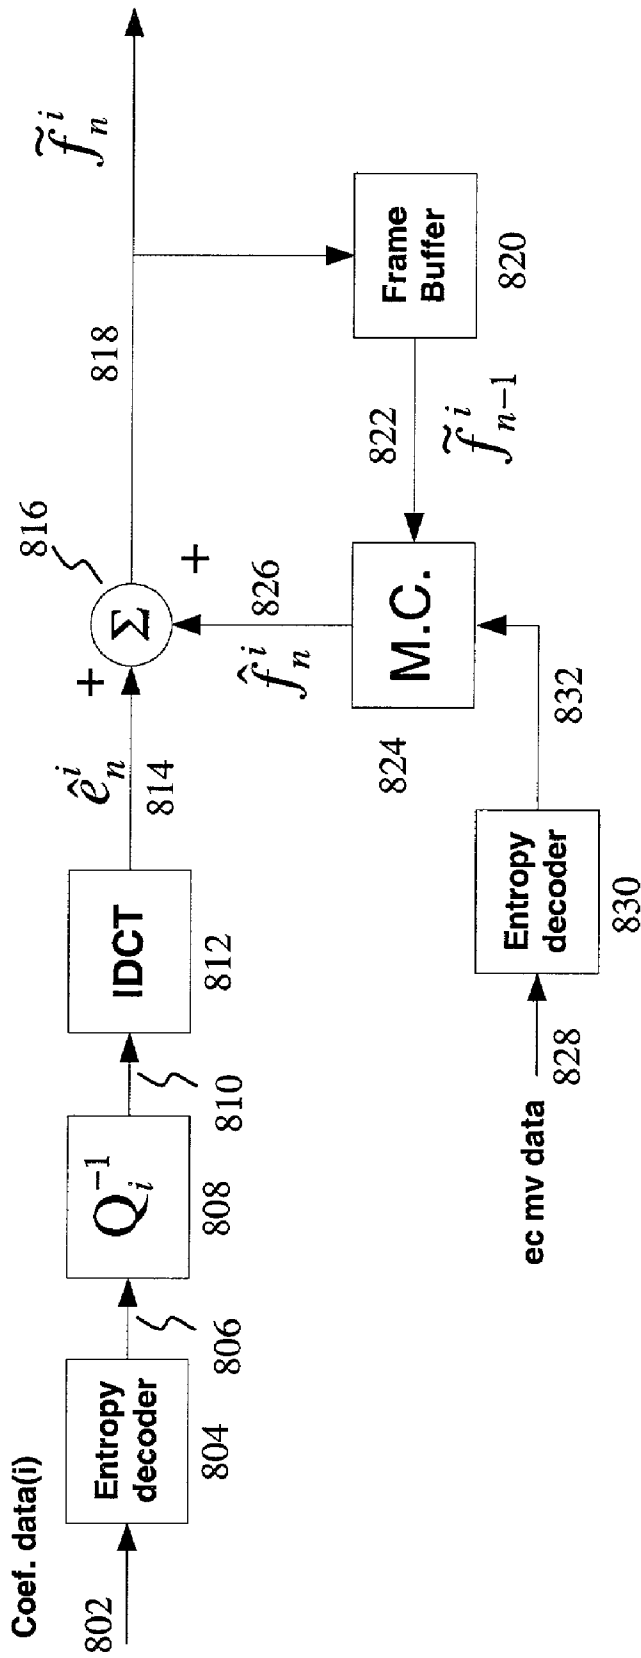 Coef. data(i)
802
Entropy
decoder
804
806
Q_i^{-1}
808
810
IDCT
812
ê_n^i
814
+
816
Σ
+
818
f̃_n^i
Frame
Buffer
820
822
f̃_{n-1}^i
M.C.
824
826
f̂_n^i
ec mv data
828
Entropy
decoder
830
832